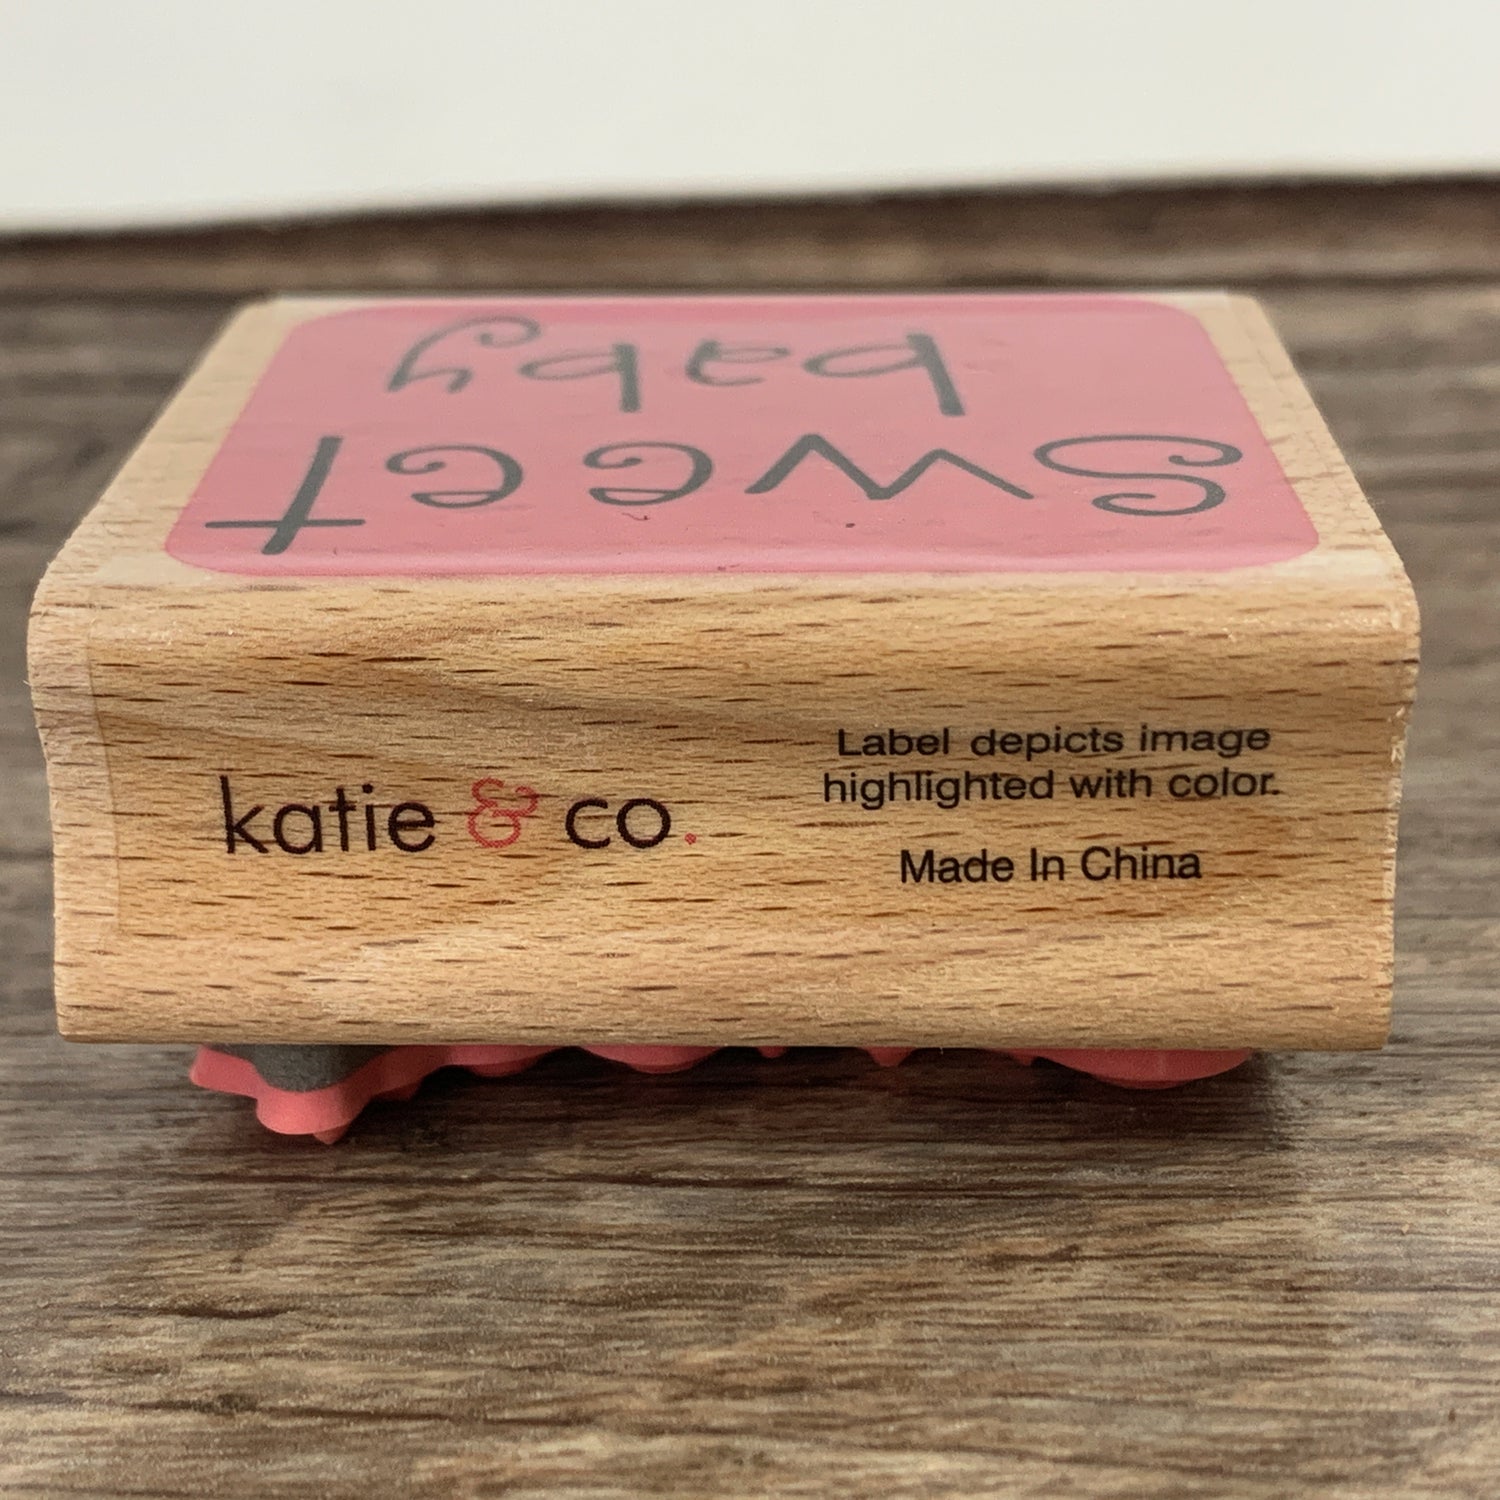 Sweet
baby
katie & co.
Label depicts image
highlighted with color.
Made In China